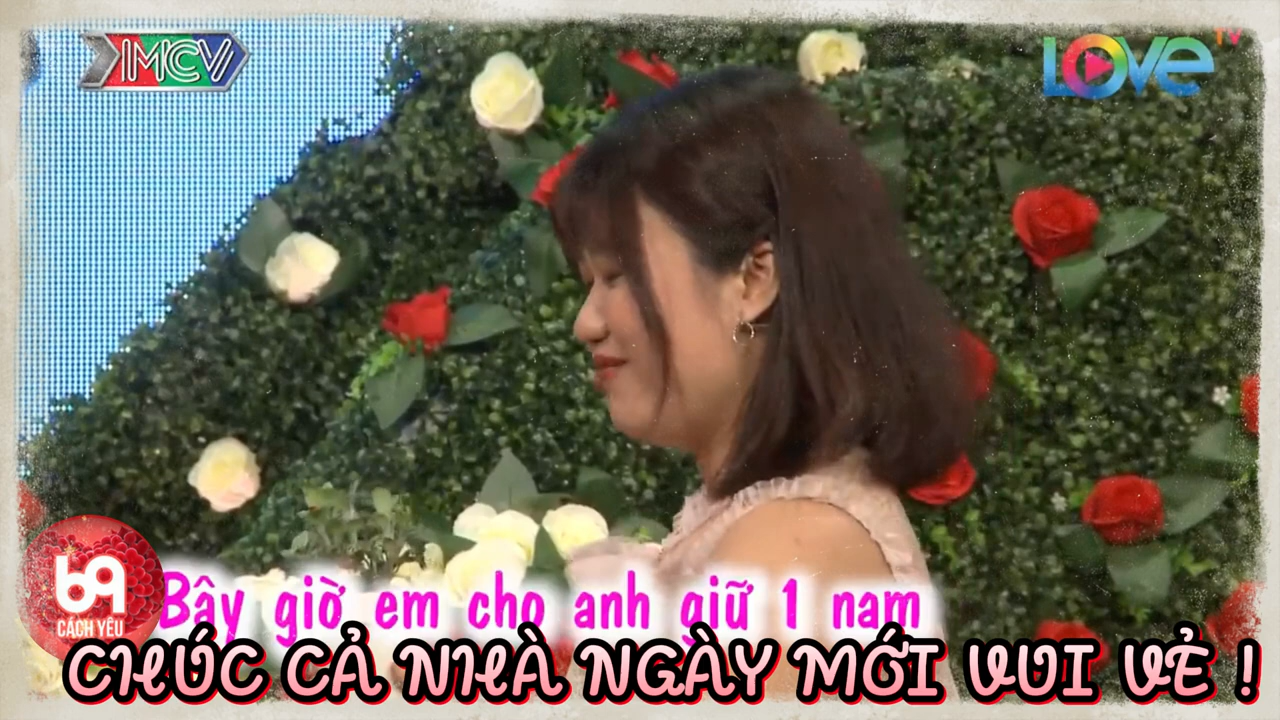 MCV
LOVE TV
Bây giờ em cho anh giữ 1 nam
69
CÁCH YÊU
CHÚC CẢ NHÀ NGÀY MỚI VUI VẺ !